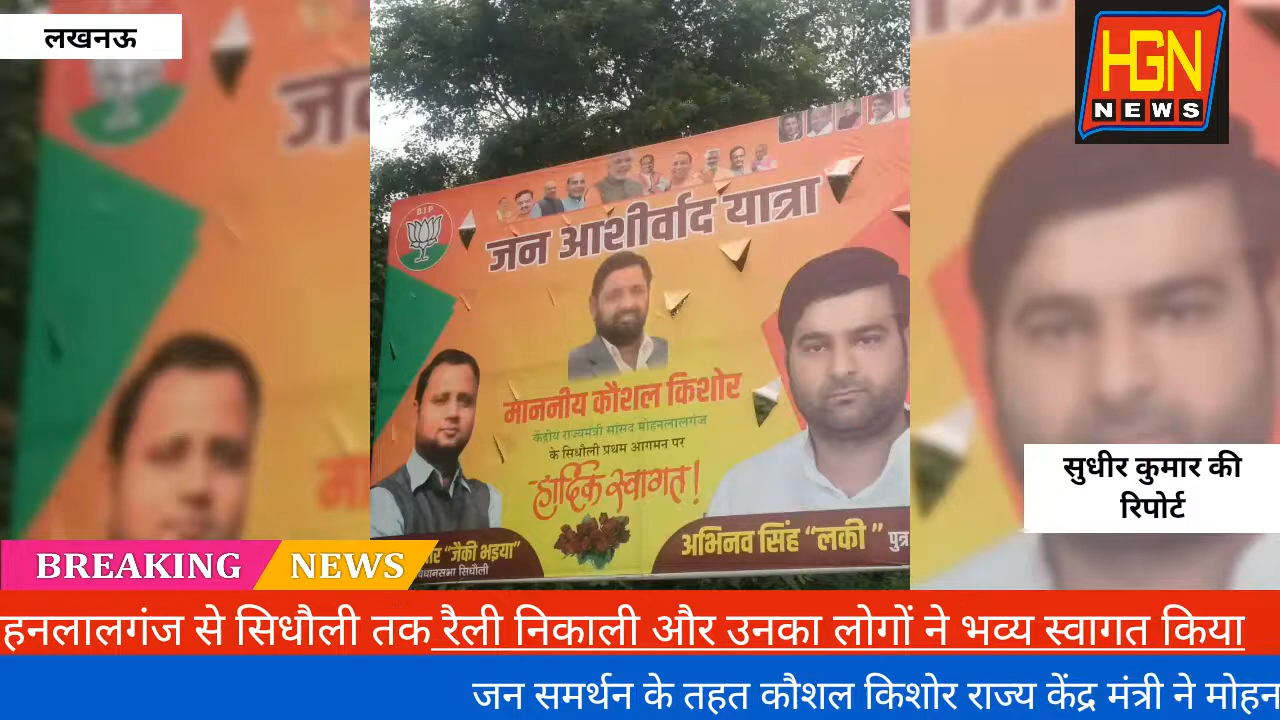 लखनऊ
HGN
NEWS
BJP
जन आशीर्वाद यात्रा
माननीय कौशल किशोर
केंद्रीय राज्यमंत्री सांसद मोहनलालगंज
के सिधौली प्रथम आगमन पर
हार्दिक स्वागत!
"जैकी भइया"
सिधौली
अभिनव सिंह "लकी" पुत्र
सुधीर कुमार की
रिपोर्ट
BREAKING NEWS
हनलालगंज से सिधौली तक रैली निकाली और उनका लोगों ने भव्य स्वागत किया
जन समर्थन के तहत कौशल किशोर राज्य केंद्र मंत्री ने मोहन